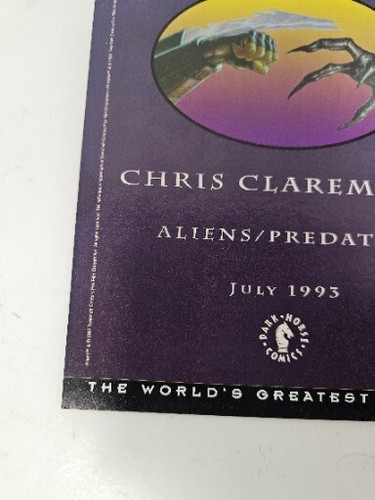 CHRIS CLAREM
ALIENS/PREDAT
JULY 1993
DARK HORSE
COMICS
THE WORLD'S GREATEST